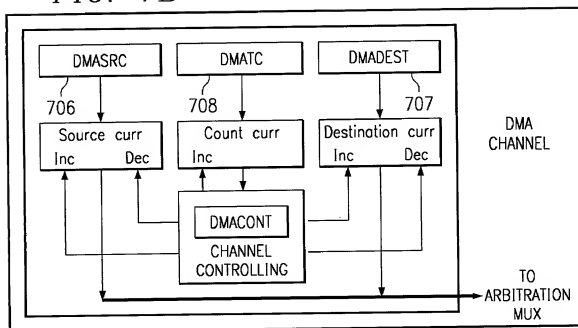 FIG. 7B
DMASRC
DMATC
DMADEST
706
708
707
Source curr
Inc Dec
Count curr
Inc
Destination curr
Inc Dec
DMA
CHANNEL
DMACONT
CHANNEL
CONTROLLING
TO
ARBITRATION
MUX